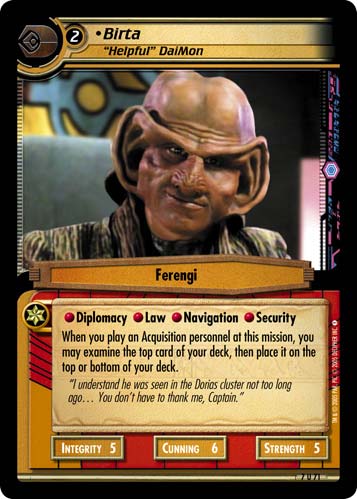 2
•Birta
"Helpful" DaiMon
Ferengi
•Diplomacy •Law •Navigation •Security
When you play an Acquisition personnel at this mission, you
may examine the top card of your deck, then place it on the
top or bottom of your deck.
"I understand he was seen in the Dorias cluster not too long
ago... You don't have to thank me, Captain."
INTEGRITY 5 CUNNING 6 STRENGTH 5
7 U 71